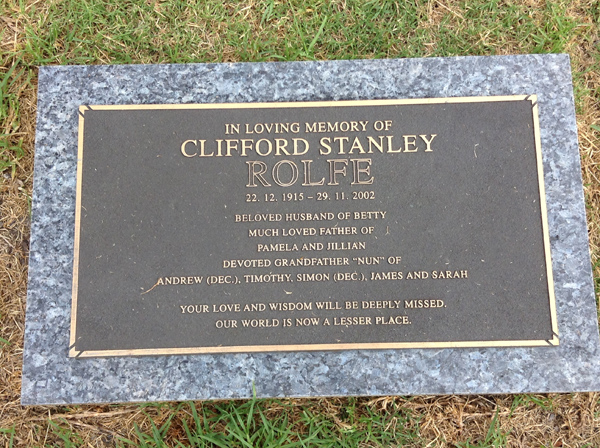 IN LOVING MEMORY OF
CLIFFORD STANLEY
ROLFE
22. 12. 1915 – 29. 11. 2002
BELOVED HUSBAND OF BETTY
MUCH LOVED FATHER OF
PAMELA AND JILLIAN
DEVOTED GRANDFATHER “NUN” OF
ANDREW (DEC.), TIMOTHY, SIMON (DEC.), JAMES AND SARAH
YOUR LOVE AND WISDOM WILL BE DEEPLY MISSED.
OUR WORLD IS NOW A LESSER PLACE.